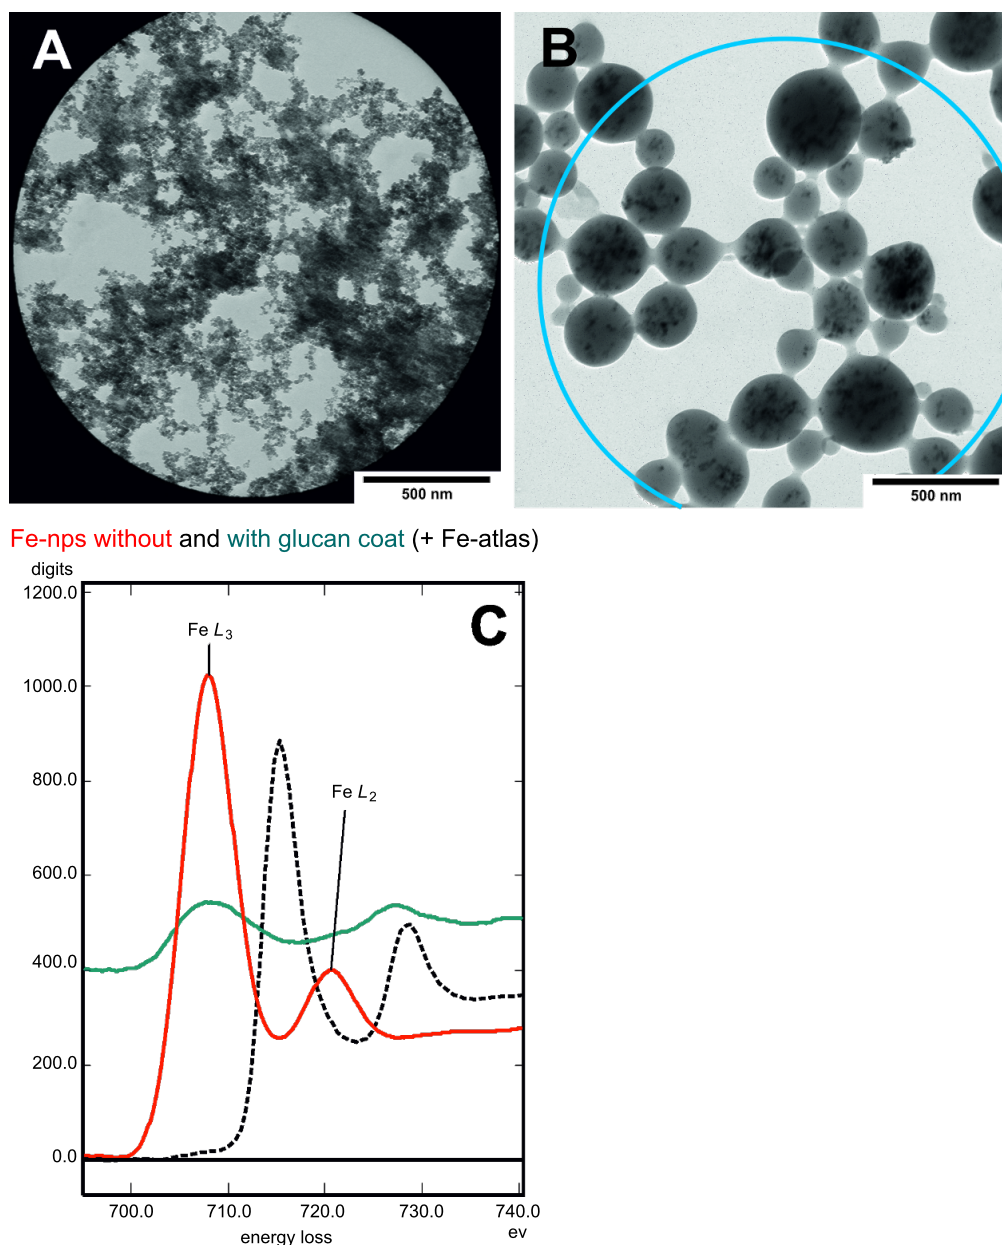 A
B
500 nm
500 nm
Fe-nps without and with glucan coat (+ Fe-atlas)
digits
1200.0
C
Fe L3
1000.0
800.0
Fe L2
600.0
400.0
200.0
0.0
700.0 710.0 720.0 730.0 740.0
energy loss ev